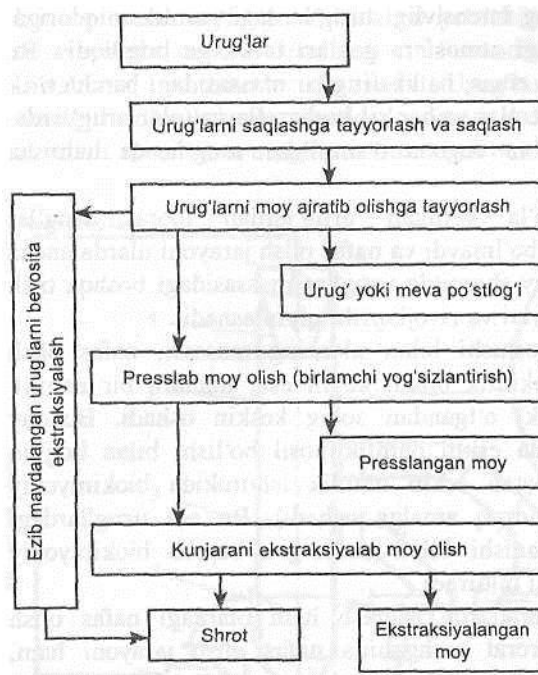 Urug'lar
Urug'larni saqlashga tayyorlash va saqlash
Urug'larni moy ajratib olishga tayyorlash
Ezib maydalangan urug'larni bevosita
ekstraksiyalash
Urug' yoki meva po'stlog'i
Presslab moy olish (birlamchi yog'sizlantirish)
Presslangan moy
Kunjarani ekstraksiyalab moy olish
Shrot
Ekstraksiyalangan
moy